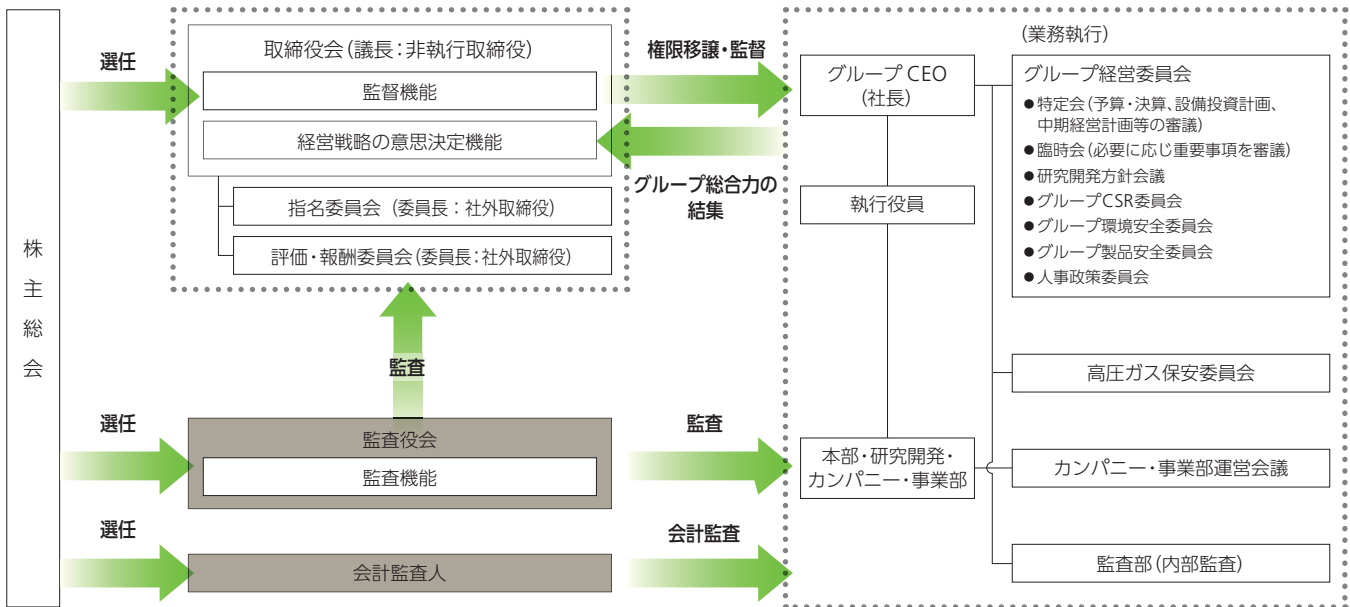 株主総会
選任
取締役会（議長：非執行取締役）
監督機能
経営戦略の意思決定機能
指名委員会（委員長：社外取締役）
評価・報酬委員会（委員長：社外取締役）
権限移譲・監督
グループ総合力の
結集
監査
選任
監査役会
監査機能
監査
選任
会計監査人
会計監査
（業務執行）
グループCEO
（社長）
執行役員
本部・研究開発・
カンパニー・事業部
グループ経営委員会
●特定会（予算・決算、設備投資計画、
中期経営計画等の審議）
●臨時会（必要に応じ重要事項を審議）
●研究開発方針会議
●グループCSR委員会
●グループ環境安全委員会
●グループ製品安全委員会
●人事政策委員会
高圧ガス保安委員会
カンパニー・事業部運営会議
監査部（内部監査）